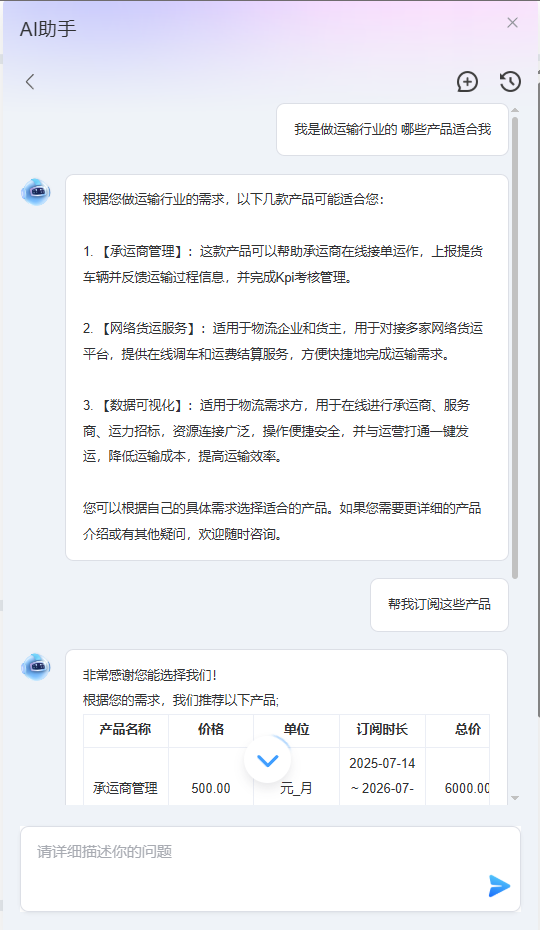 AI助手
我是做运输行业的 哪些产品适合我
根据您做运输行业的需求，以下几款产品可能适合您：
1. 【承运商管理】：这款产品可以帮助承运商在线接单运作，上报提货
车辆并反馈运输过程信息，并完成Kpi考核管理。
2. 【网络货运服务】：适用于物流企业和货主，用于对接多家网络货运
平台，提供在线调车和运费结算服务，方便快捷地完成运输需求。
3. 【数据可视化】：适用于物流需求方，用于在线进行承运商、服务
商、运力招标，资源连接广泛，操作便捷安全，并与运营打通一键发
运，降低运输成本，提高运输效率。
您可以根据自己的具体需求选择适合的产品。如果您需要更详细的产品
介绍或有其他疑问，欢迎随时咨询。
帮我订阅这些产品
非常感谢您能选择我们！
根据您的需求，我们推荐以下产品;
产品名称 价格 单位 订阅时长 总价
2025-07-14
承运商管理 500.00 元_月 ~ 2026-07- 6000.00
请详细描述你的问题